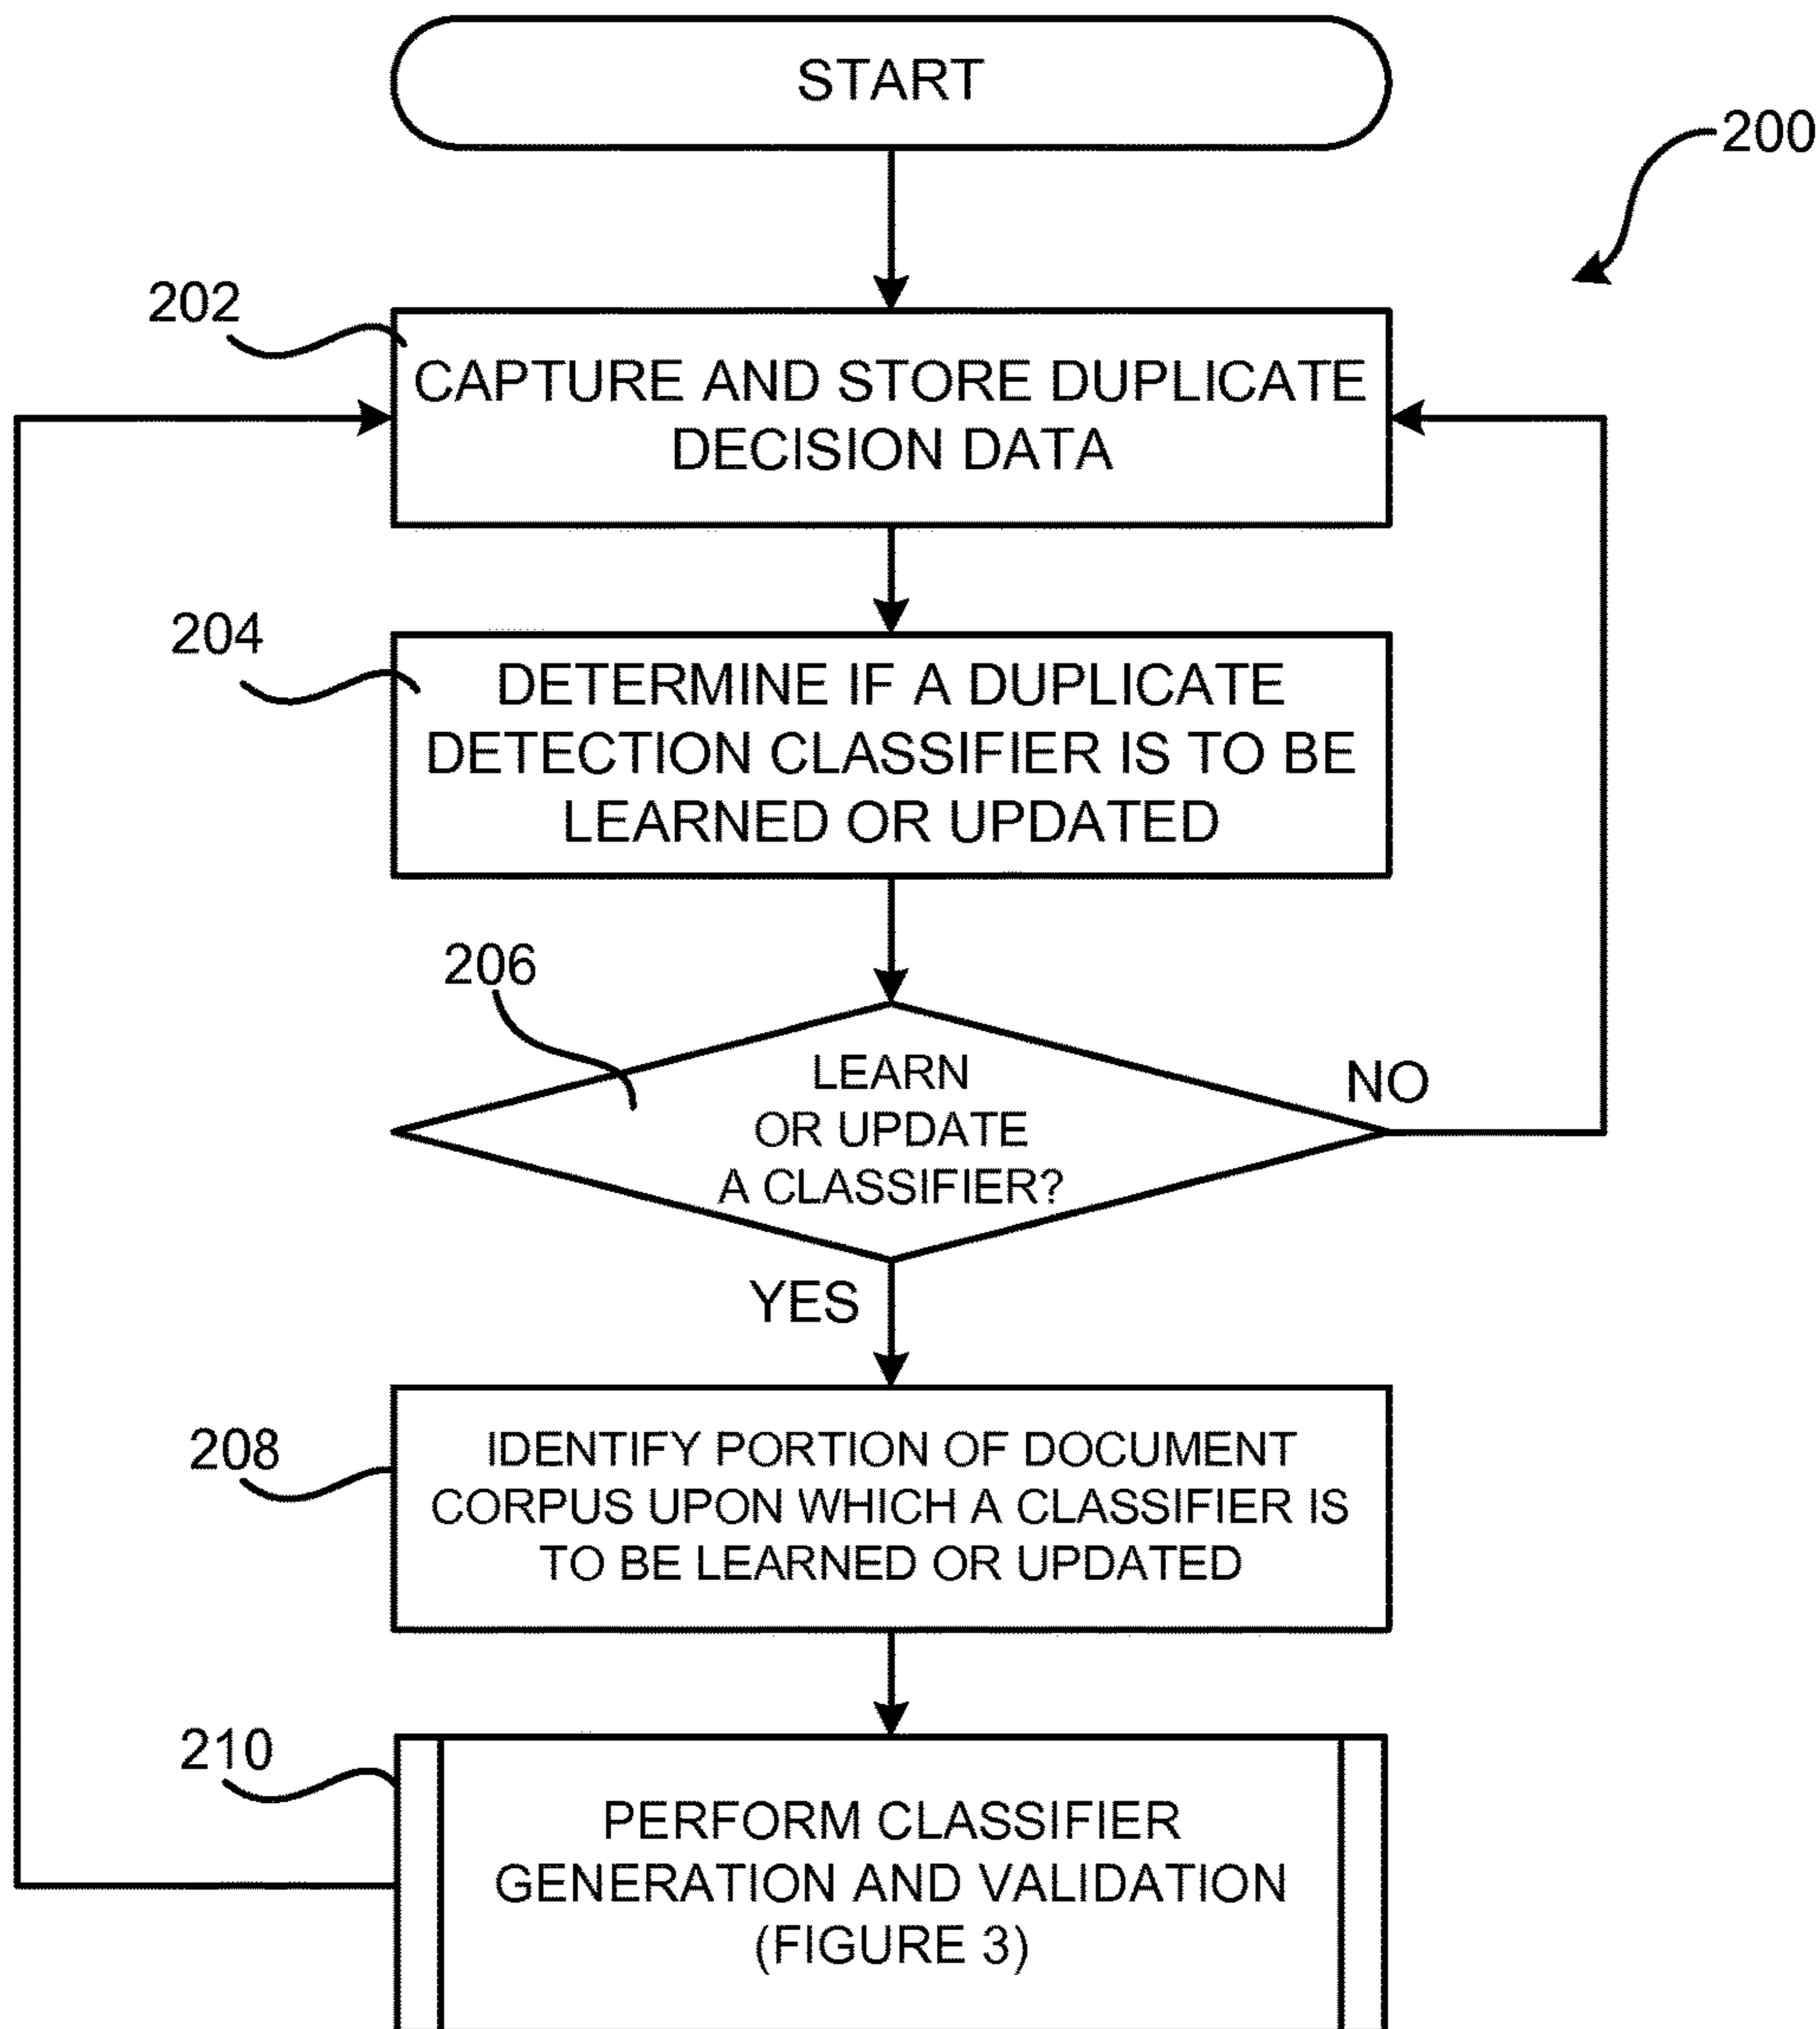 START
200
202
CAPTURE AND STORE DUPLICATE
DECISION DATA
204
DETERMINE IF A DUPLICATE
DETECTION CLASSIFIER IS TO BE
LEARNED OR UPDATED
206
LEARN
OR UPDATE
A CLASSIFIER?
NO
YES
208
IDENTIFY PORTION OF DOCUMENT
CORPUS UPON WHICH A CLASSIFIER IS
TO BE LEARNED OR UPDATED
210
PERFORM CLASSIFIER
GENERATION AND VALIDATION
(FIGURE 3)